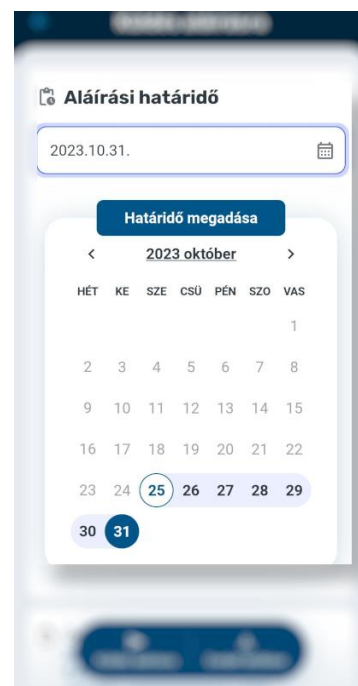 Aláírási határidő
2023.10.31.
Határidő megadása
2023 október
HÉT KE SZE CSÜ PÉN SZO VAS
1
2 3 4 5 6 7 8
9 10 11 12 13 14 15
16 17 18 19 20 21 22
23 24 25 26 27 28 29
30 31